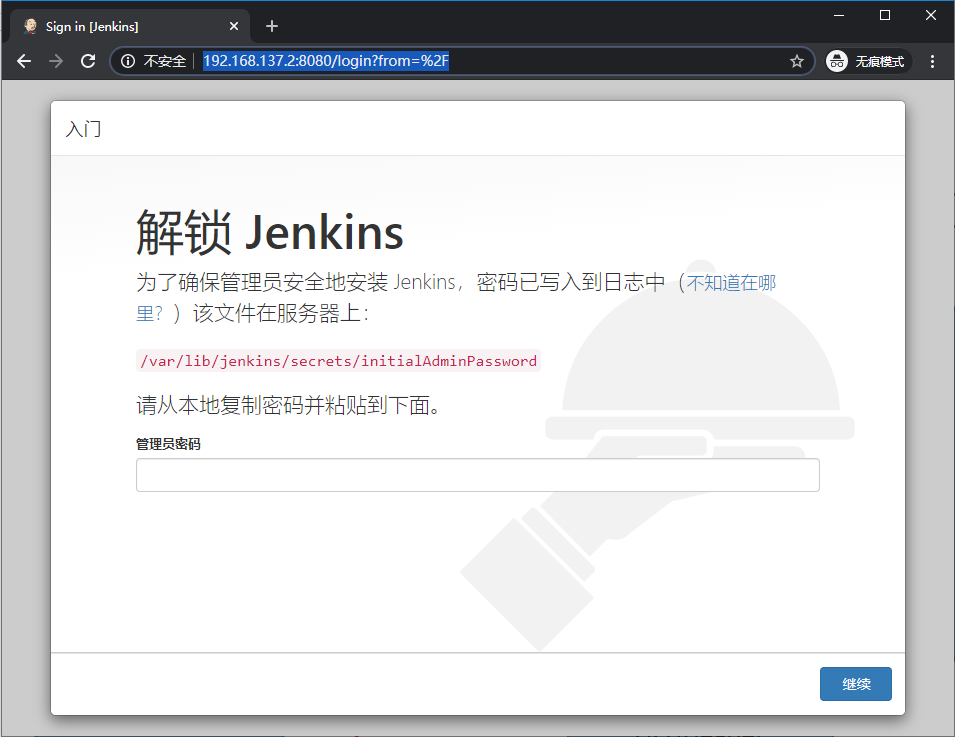 Sign in [Jenkins]
不安全 192.168.137.2:8080/login?from=%2F 无痕模式
入门
解锁 Jenkins
为了确保管理员安全地安装 Jenkins，密码已写入到日志中（不知道在哪
里？）该文件在服务器上：
/var/lib/jenkins/secrets/initialAdminPassword
请从本地复制密码并粘贴到下面。
管理员密码
继续